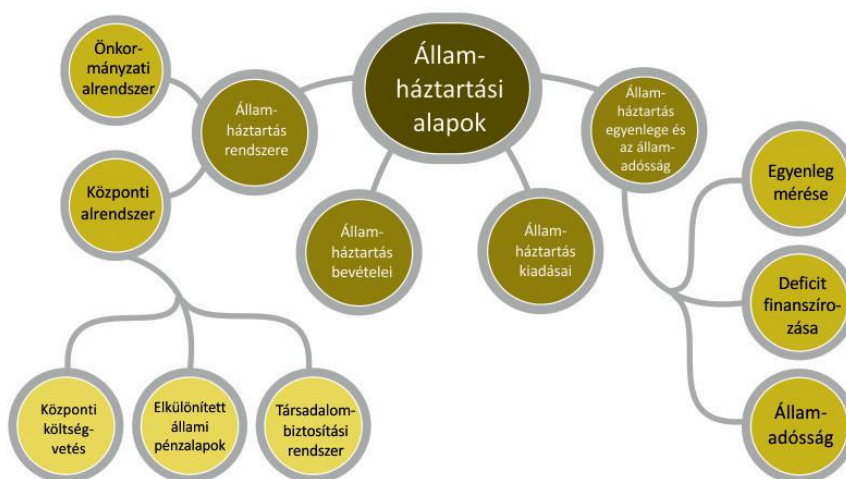 Állam-
háztartási
alapok
Önkor-
mányzati
alrendszer
Állam-
háztartás
rendszere
Központi
alrendszer
Központi
költség-
vetés
Elkülönített
állami
pénzalapok
Társadalom-
biztosítási
rendszer
Állam-
háztartás
bevételei
Állam-
háztartás
kiadásai
Állam-
háztartás
egyenlege és
az állam-
adósság
Egyenleg
mérése
Deficit
finanszíro-
zása
Állam-
adósság